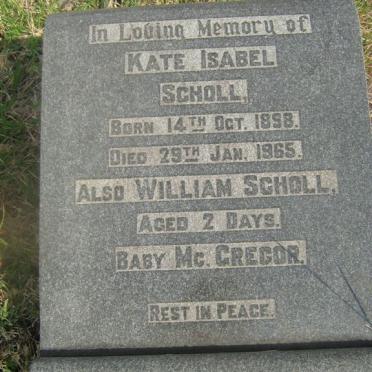 In Loving Memory of
KATE ISABEL
SCHOLL,
BORN 14TH OCT. 1898.
DIED 29TH JAN. 1965.
ALSO WILLIAM SCHOLL,
AGED 2 DAYS.
BABY MC. GREGOR.
REST IN PEACE.